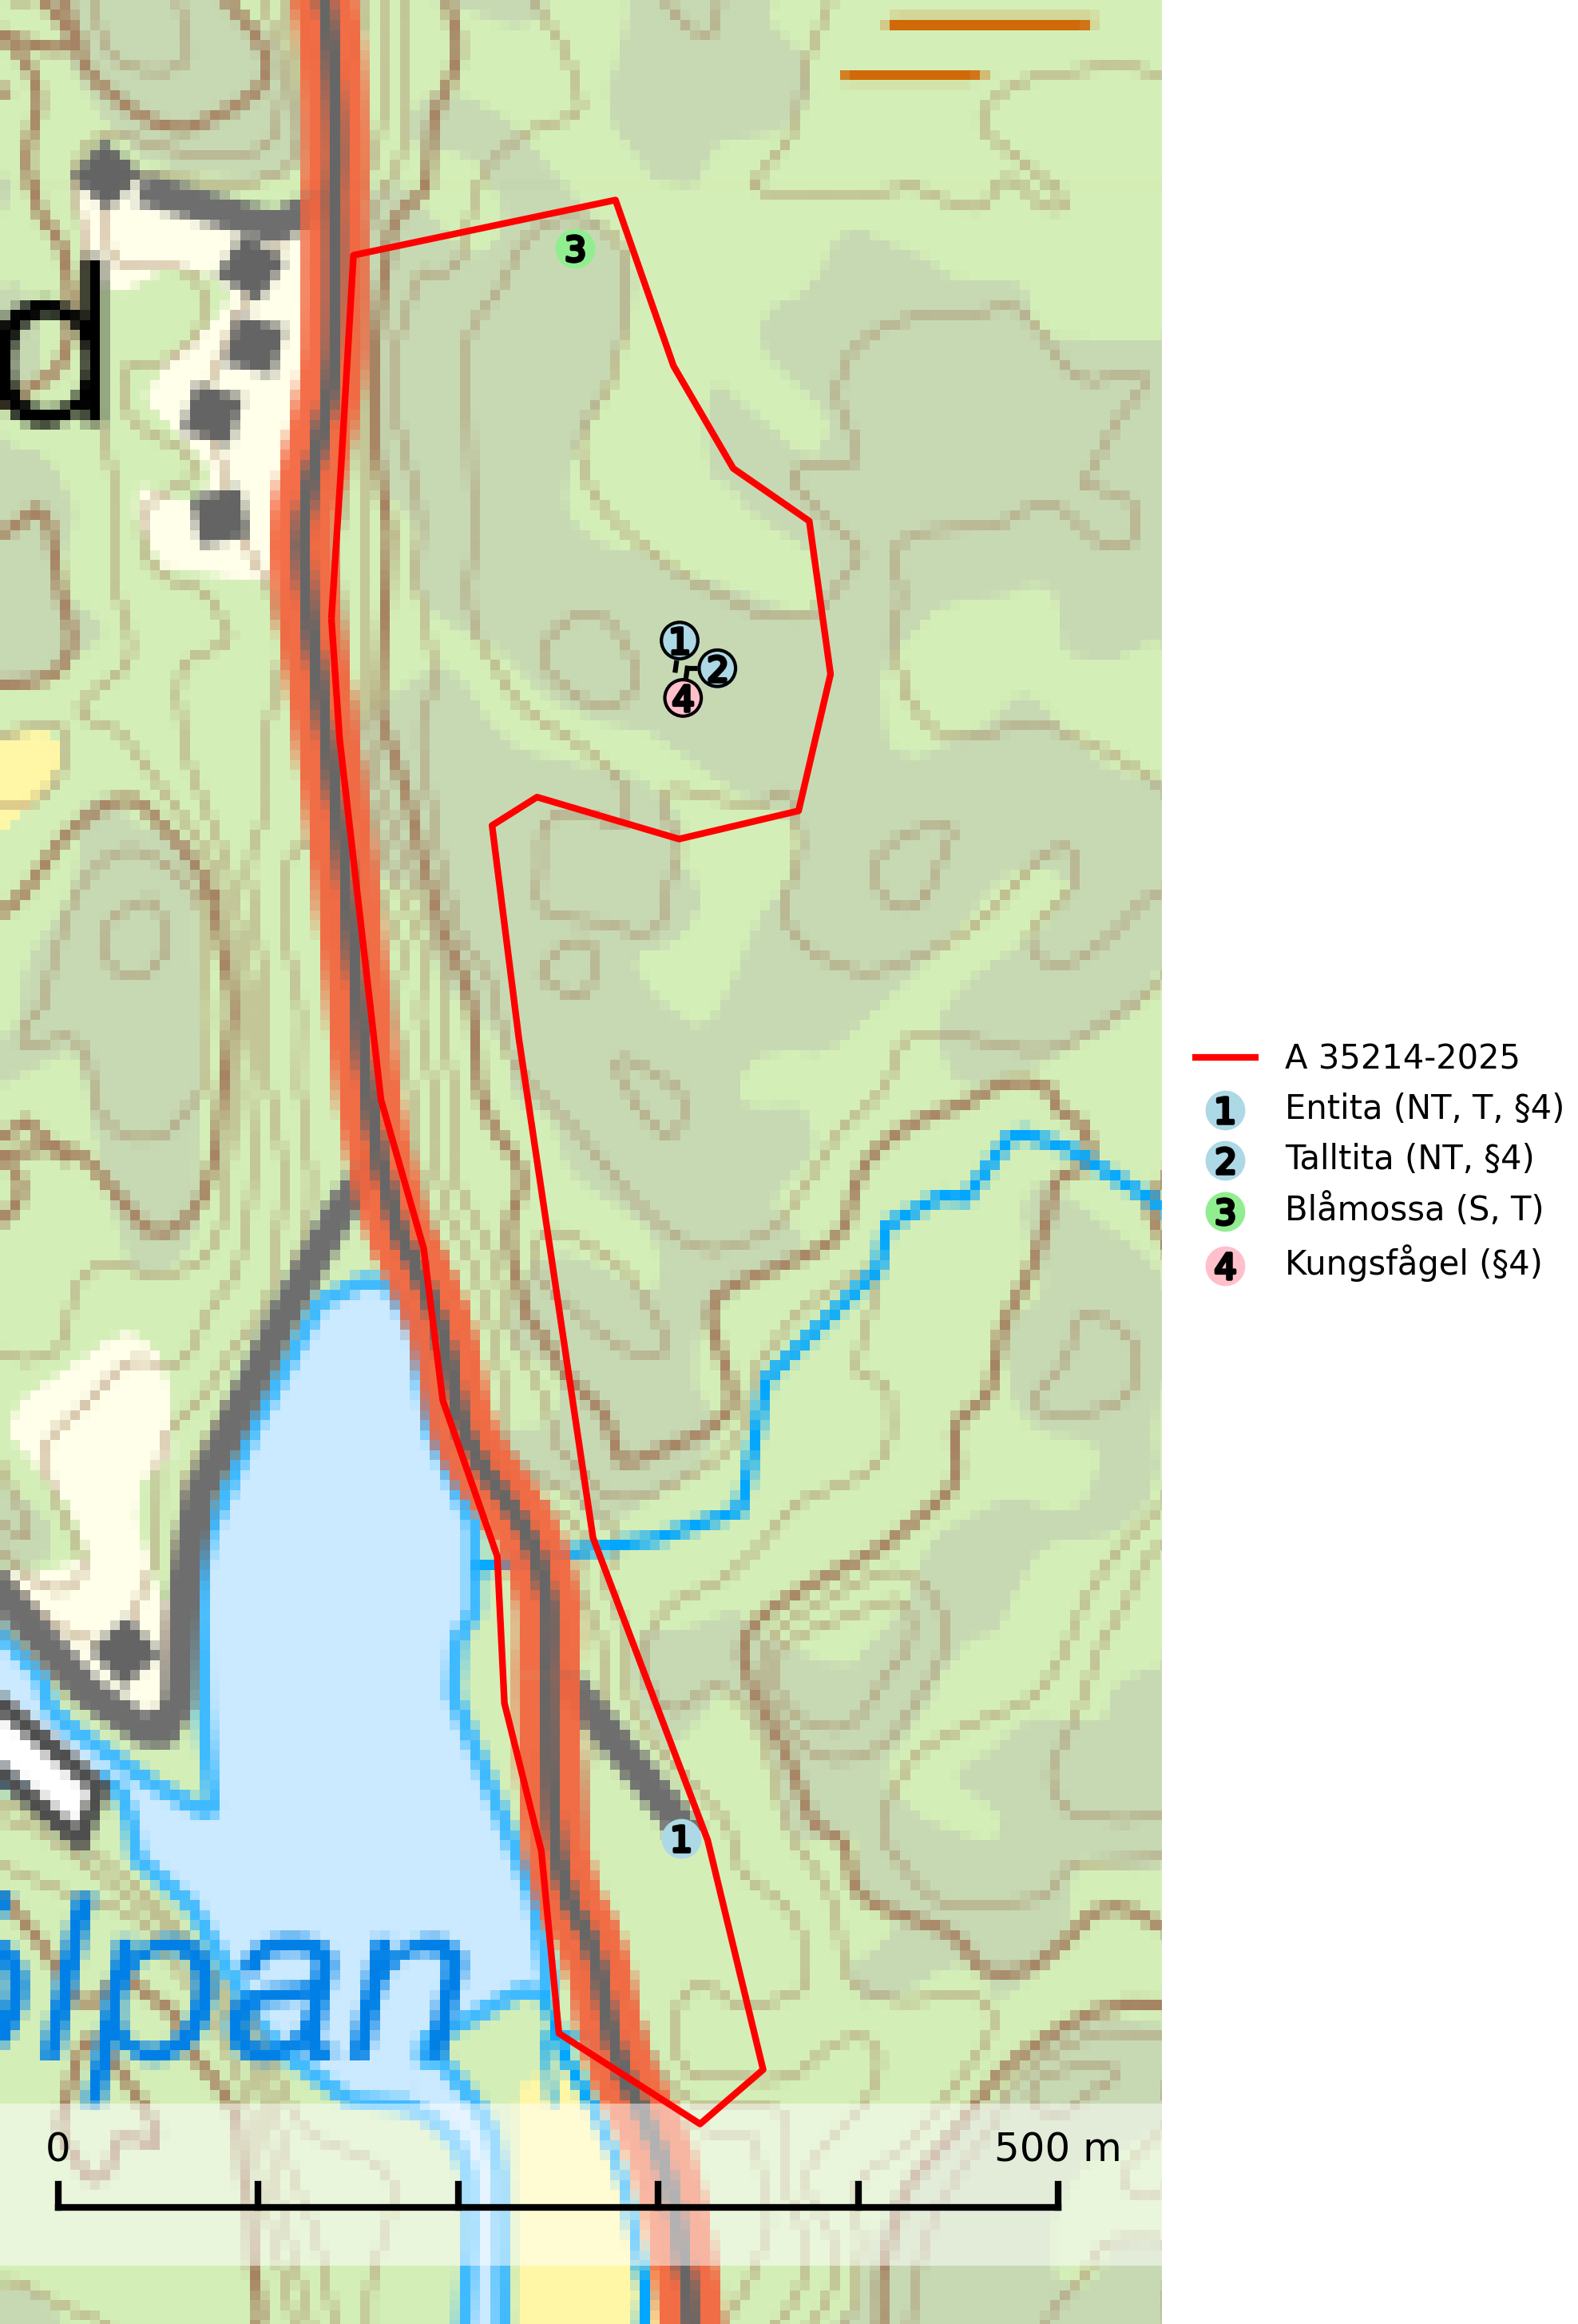 d
3
1
2
4
1
lpan
0 500 m
A 35214-2025
1 Entita (NT, T, §4)
2 Talltita (NT, §4)
3 Blåmossa (S, T)
4 Kungsfågel (§4)